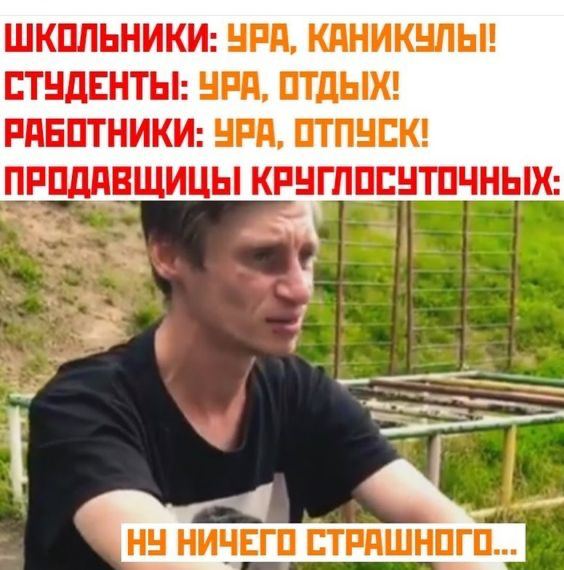 ШКОЛЬНИКИ: УРА, КАНИКУЛЫ!
СТУДЕНТЫ: УРА, ОТДЫХ!
РАБОТНИКИ: УРА, ОТПУСК!
ПРОДАВЩИЦЫ КРУГЛОСУТОЧНЫХ:
НУ НИЧЕГО СТРАШНОГО...